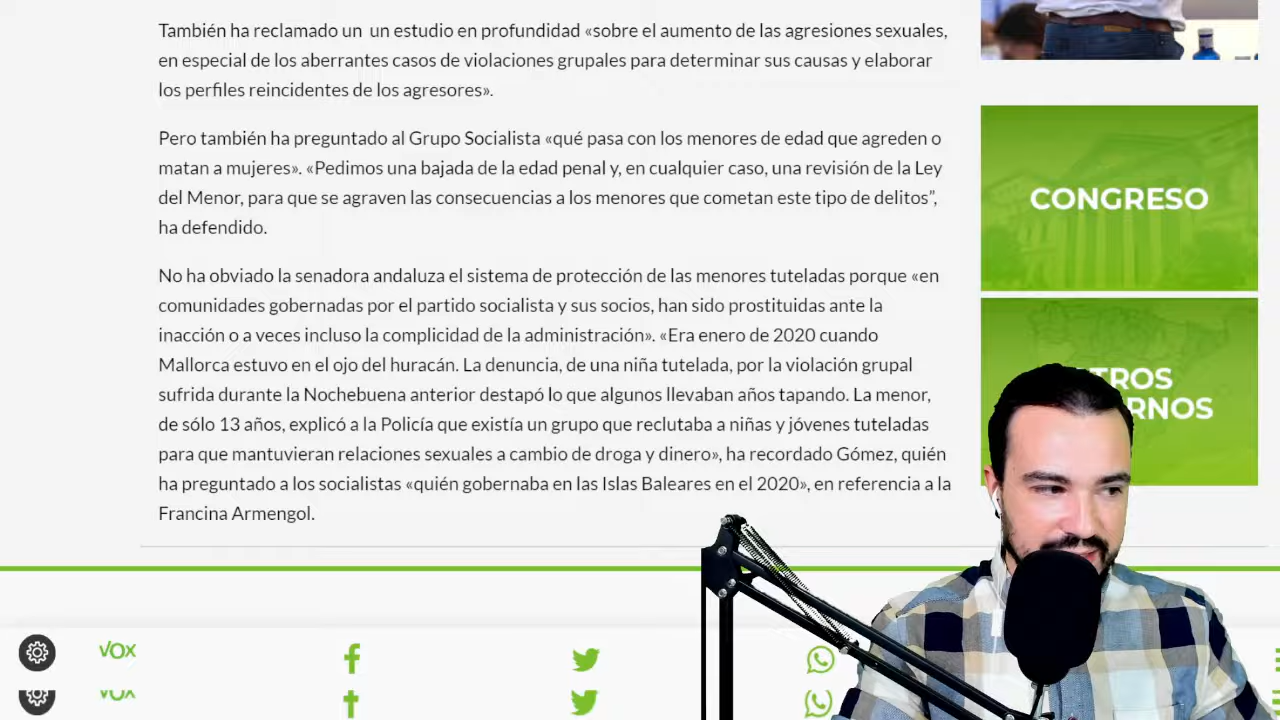 También ha reclamado un  un estudio en profundidad «sobre el aumento de las agresiones sexuales,
en especial de los aberrantes casos de violaciones grupales para determinar sus causas y elaborar
los perfiles reincidentes de los agresores».
Pero también ha preguntado al Grupo Socialista «qué pasa con los menores de edad que agreden o
matan a mujeres». «Pedimos una bajada de la edad penal y, en cualquier caso, una revisión de la Ley
del Menor, para que se agraven las consecuencias a los menores que cometan este tipo de delitos”,
ha defendido.
No ha obviado la senadora andaluza el sistema de protección de las menores tuteladas porque «en
comunidades gobernadas por el partido socialista y sus socios, han sido prostituidas ante la
inacción o a veces incluso la complicidad de la administración». «Era enero de 2020 cuando
Mallorca estuvo en el ojo del huracán. La denuncia, de una niña tutelada, por la violación grupal
sufrida durante la Nochebuena anterior destapó lo que algunos llevaban años tapando. La menor,
de sólo 13 años, explicó a la Policía que existía un grupo que reclutaba a niñas y jóvenes tuteladas
para que mantuvieran relaciones sexuales a cambio de droga y dinero», ha recordado Gómez, quién
ha preguntado a los socialistas «quién gobernaba en las Islas Baleares en el 2020», en referencia a la
Francina Armengol.
CONGRESO
TROS
RNOS
VOX
VOX